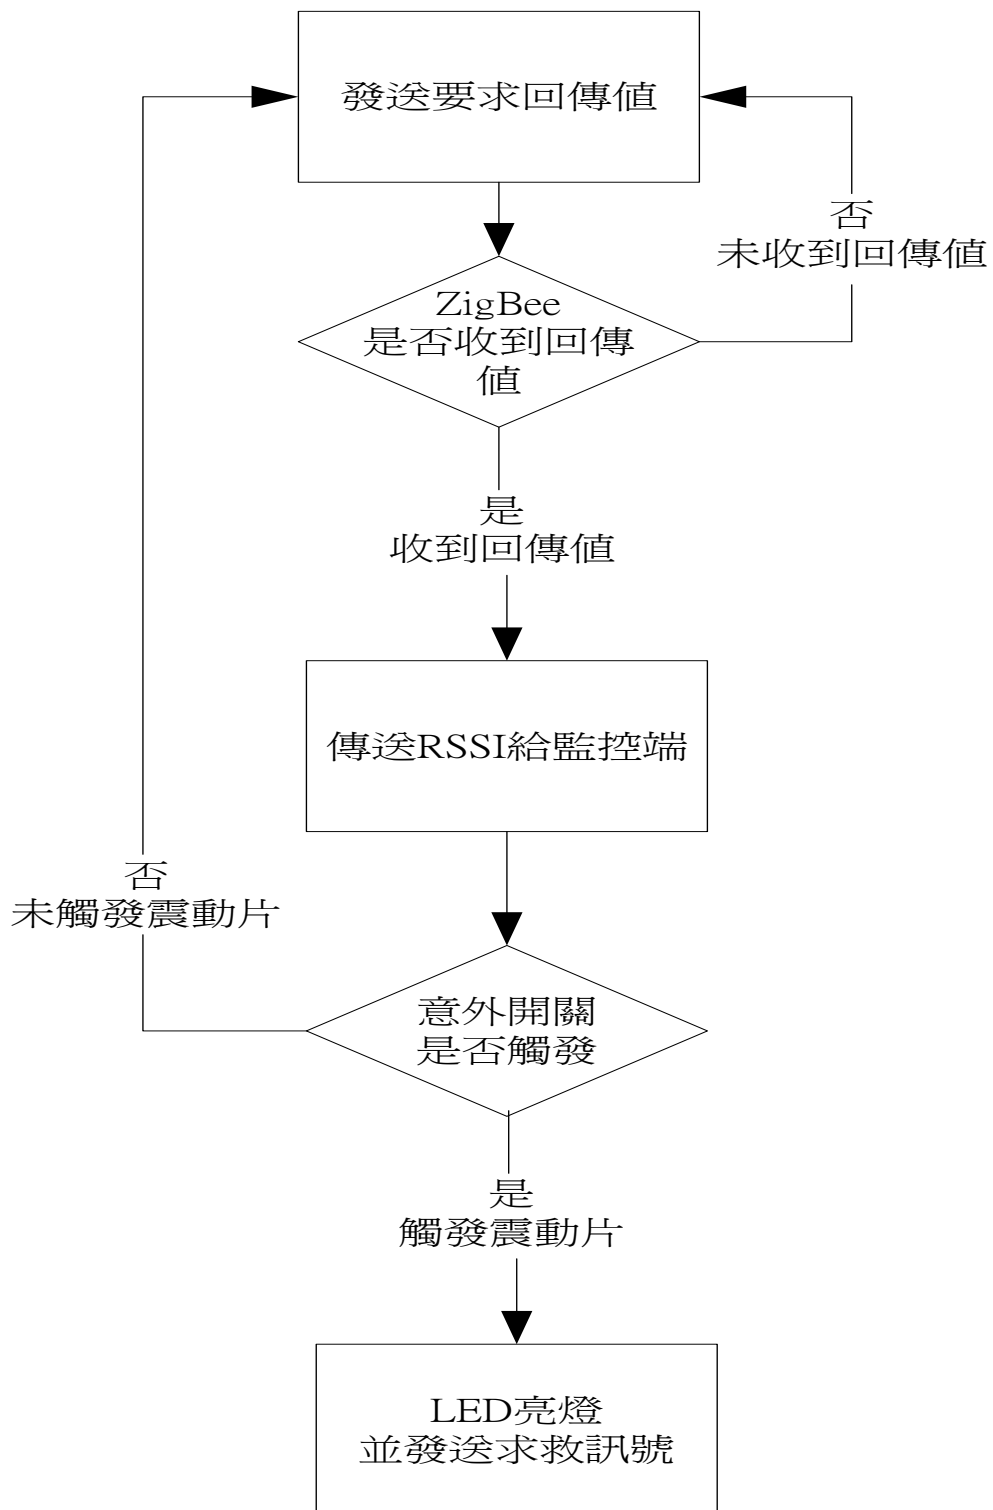 發送要求回傳值
否
未收到回傳值
ZigBee
是否收到回傳
值
是
收到回傳值
傳送RSSI給監控端
否
未觸發震動片
意外開關
是否觸發
是
觸發震動片
LED亮燈
並發送求救訊號